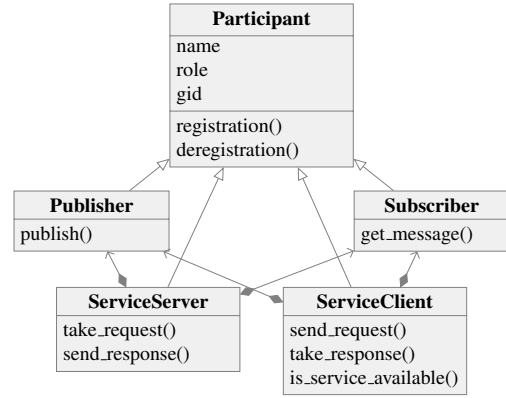 Participant
name
role
gid
registration()
deregistration()
Publisher
publish()
Subscriber
get_message()
ServiceServer
take_request()
send_response()
ServiceClient
send_request()
take_response()
is_service_available()